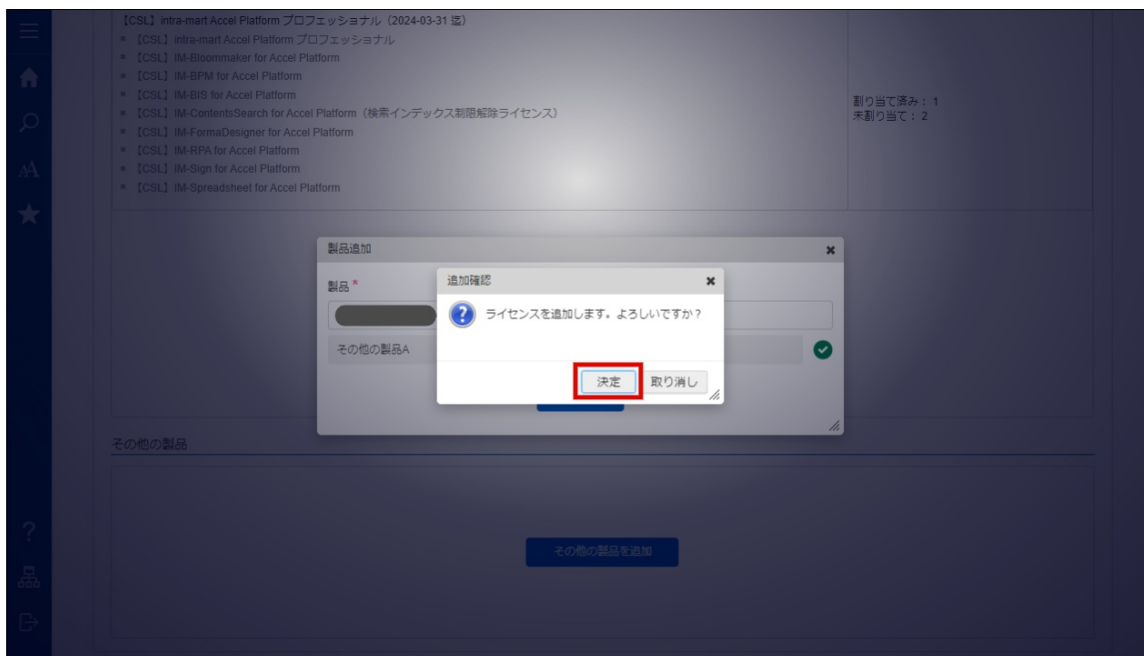 【CSL】intra-mart Accel Platform プロフェッショナル（2024-03-31 迄）
【CSL】intra-mart Accel Platform プロフェッショナル
【CSL】IM-Bloommaker for Accel Platform
【CSL】IM-BPM for Accel Platform
【CSL】IM-BIS for Accel Platform
【CSL】IM-ContentsSearch for Accel Platform（検索インデックス制限解除ライセンス）
【CSL】IM-FormaDesigner for Accel Platform
【CSL】IM-RPA for Accel Platform
【CSL】IM-Sign for Accel Platform
【CSL】IM-Spreadsheet for Accel Platform
割り当て済み： 1
未割り当て： 2
製品追加
製品 *
その他の製品A
追加確認
ライセンスを追加します。よろしいですか？
決定 取り消し
その他の製品
その他の製品を追加